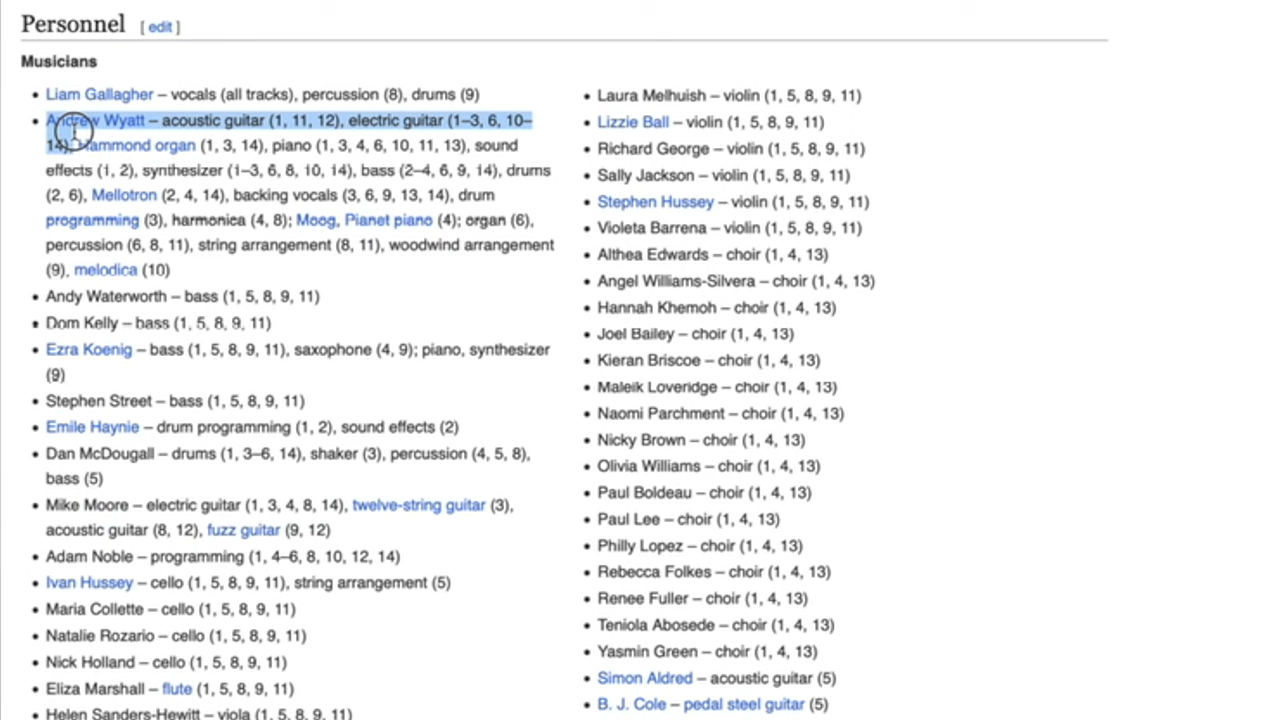 Personnel [ edit ]
Musicians
• Liam Gallagher – vocals (all tracks), percussion (8), drums (9)
• Andrew Wyatt – acoustic guitar (1, 11, 12), electric guitar (1–3, 6, 10–
14), Hammond organ (1, 3, 14), piano (1, 3, 4, 6, 10, 11, 13), sound
effects (1, 2), synthesizer (1–3, 6, 8, 10, 14), bass (2–4, 6, 9, 14), drums
(2, 6), Mellotron (2, 4, 14), backing vocals (3, 6, 9, 13, 14), drum
programming (3), harmonica (4, 8); Moog, Pianet piano (4); organ (6),
percussion (6, 8, 11), string arrangement (8, 11), woodwind arrangement
(9), melodica (10)
• Andy Waterworth – bass (1, 5, 8, 9, 11)
• Dom Kelly – bass (1, 5, 8, 9, 11)
• Ezra Koenig – bass (1, 5, 8, 9, 11), saxophone (4, 9); piano, synthesizer
(9)
• Stephen Street – bass (1, 5, 8, 9, 11)
• Emile Haynie – drum programming (1, 2), sound effects (2)
• Dan McDougall – drums (1, 3–6, 14), shaker (3), percussion (4, 5, 8),
bass (5)
• Mike Moore – electric guitar (1, 3, 4, 8, 14), twelve-string guitar (3),
acoustic guitar (8, 12), fuzz guitar (9, 12)
• Adam Noble – programming (1, 4–6, 8, 10, 12, 14)
• Ivan Hussey – cello (1, 5, 8, 9, 11), string arrangement (5)
• Maria Collette – cello (1, 5, 8, 9, 11)
• Natalie Rozario – cello (1, 5, 8, 9, 11)
• Nick Holland – cello (1, 5, 8, 9, 11)
• Eliza Marshall – flute (1, 5, 8, 9, 11)
• Helen Sanders-Hewitt – viola (1, 5, 8, 9, 11)
• Laura Melhuish – violin (1, 5, 8, 9, 11)
• Lizzie Ball – violin (1, 5, 8, 9, 11)
• Richard George – violin (1, 5, 8, 9, 11)
• Sally Jackson – violin (1, 5, 8, 9, 11)
• Stephen Hussey – violin (1, 5, 8, 9, 11)
• Violeta Barrena – violin (1, 5, 8, 9, 11)
• Althea Edwards – choir (1, 4, 13)
• Angel Williams-Silvera – choir (1, 4, 13)
• Hannah Khemoh – choir (1, 4, 13)
• Joel Bailey – choir (1, 4, 13)
• Kieran Briscoe – choir (1, 4, 13)
• Maleik Loveridge – choir (1, 4, 13)
• Naomi Parchment – choir (1, 4, 13)
• Nicky Brown – choir (1, 4, 13)
• Olivia Williams – choir (1, 4, 13)
• Paul Boldeau – choir (1, 4, 13)
• Paul Lee – choir (1, 4, 13)
• Philly Lopez – choir (1, 4, 13)
• Rebecca Folkes – choir (1, 4, 13)
• Renee Fuller – choir (1, 4, 13)
• Teniola Abosede – choir (1, 4, 13)
• Yasmin Green – choir (1, 4, 13)
• Simon Aldred – acoustic guitar (5)
• B. J. Cole – pedal steel guitar (5)